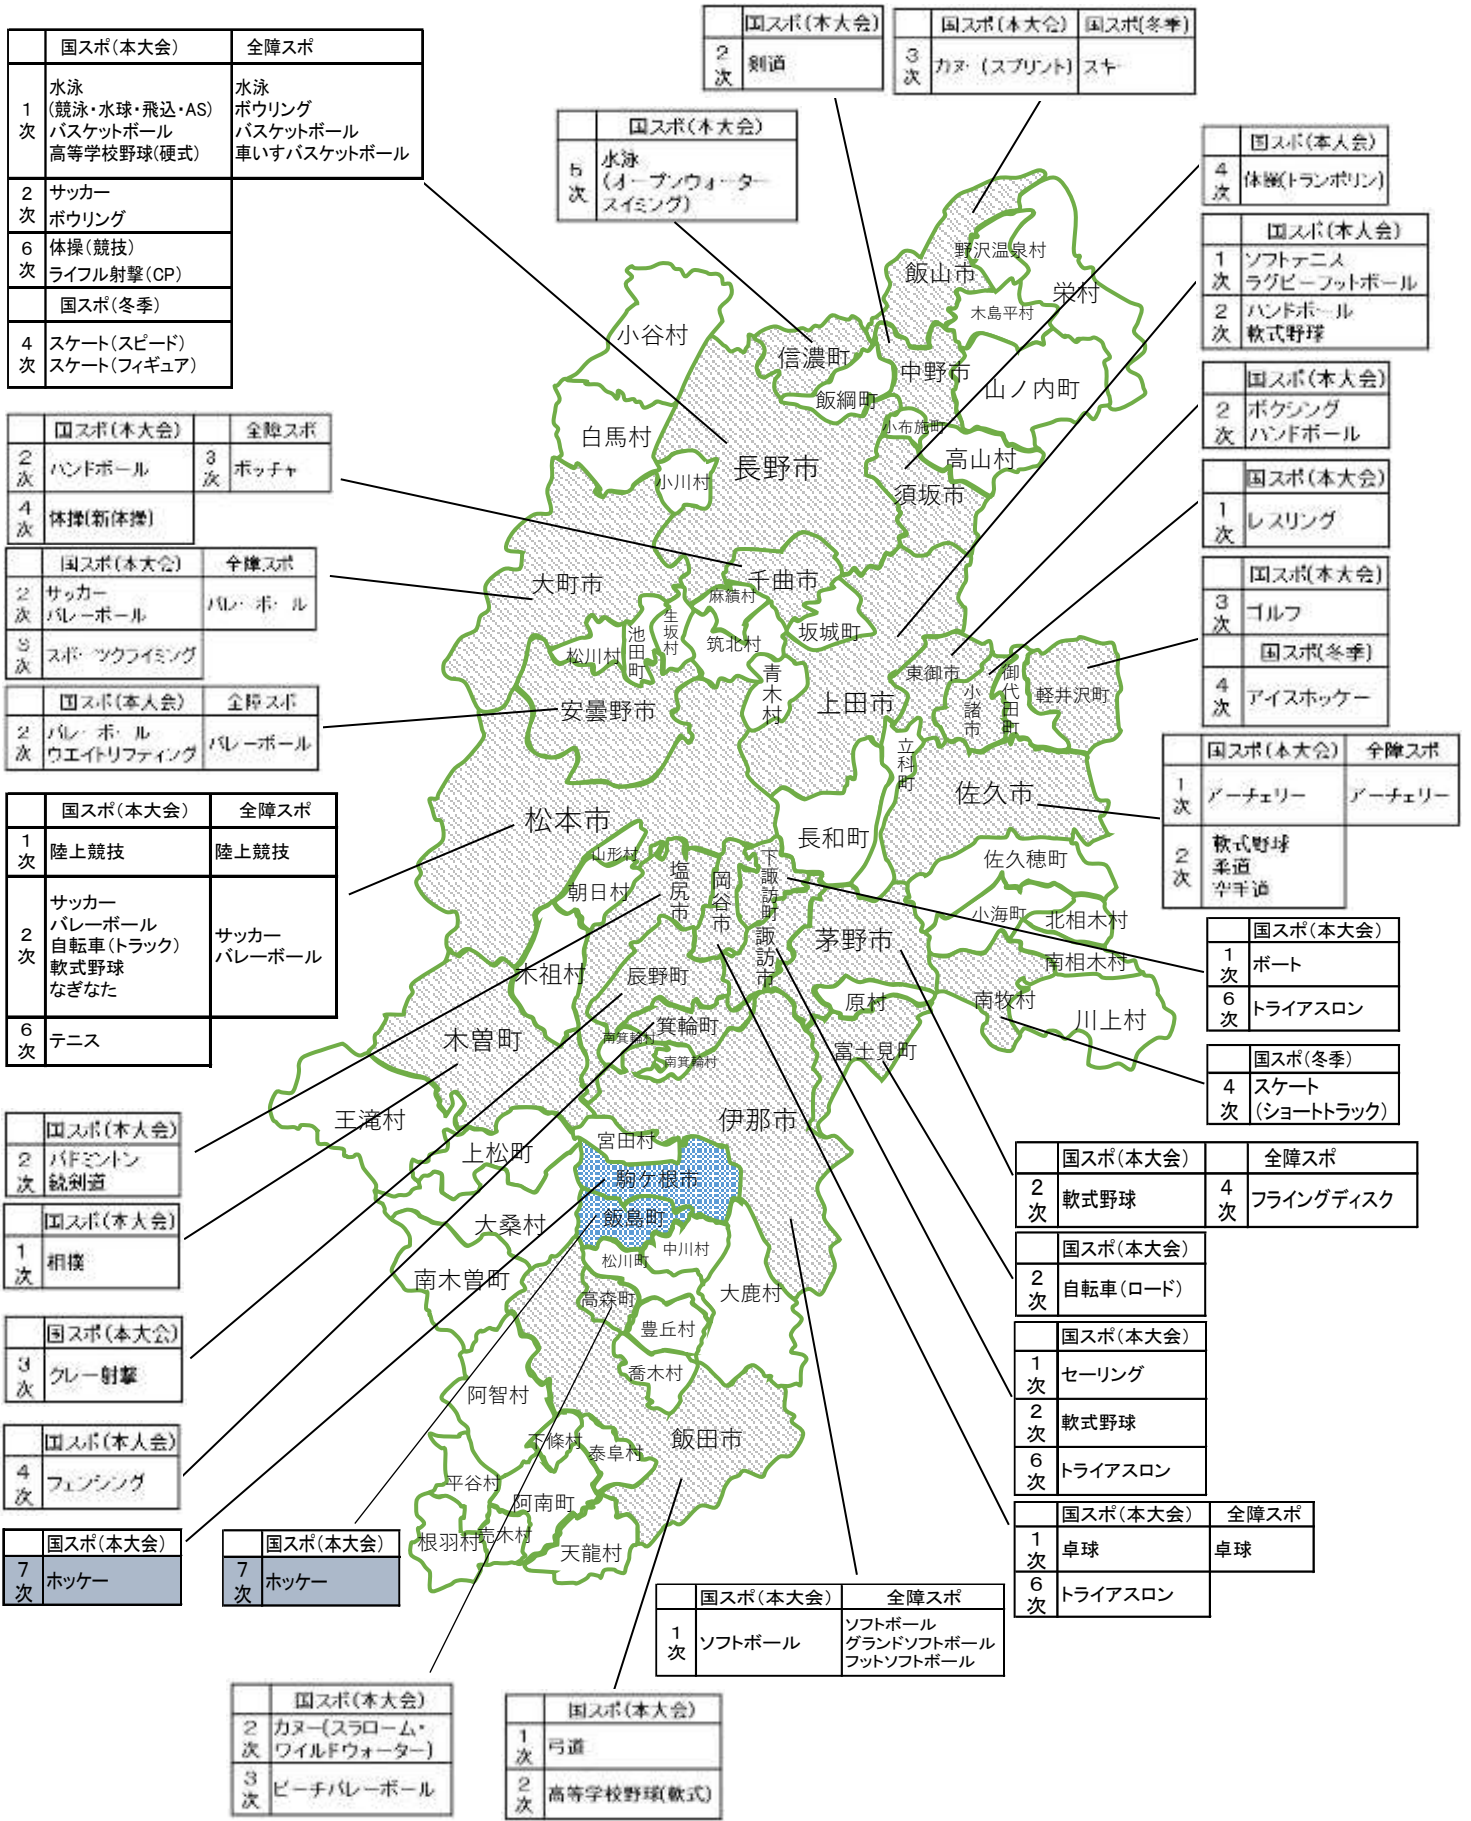 国スポ(本大会) 全障スポ
1次
水泳
(競泳・水球・飛込・AS)
バスケットボール
高等学校野球(硬式)
水泳
ボウリング
バスケットボール
車いすバスケットボール
2次
サッカー
ボウリング
6次
体操(競技)
ライフル射撃(CP)
国スポ(冬季)
4次
スケート(スピード)
スケート(フィギュア)
国スポ(本大会)
2次 剣道
国スポ(本大会) 国スポ(冬季)
3次 カヌー(スプリント) スキー
国スポ(本大会)
5次
水泳
(オープンウォーター
スイミング)
国スポ(本大会)
4次 体操(トランポリン)
国スポ(本大会)
1次
ソフトテニス
ラグビーフットボール
2次
ハンドボール
軟式野球
国スポ(本大会)
2次
ボクシング
ハンドボール
国スポ(本大会)
1次 レスリング
国スポ(本大会)
3次 ゴルフ
国スポ(冬季)
4次 アイスホッケー
国スポ(本大会) 全障スポ
1次 アーチェリー アーチェリー
2次
軟式野球
柔道
空手道
国スポ(本大会)
1次 ボート
6次 トライアスロン
国スポ(冬季)
4次
スケート
(ショートトラック)
国スポ(本大会) 全障スポ
2次 軟式野球 4次 フライングディスク
国スポ(本大会)
2次 自転車(ロード)
国スポ(本大会)
1次 セーリング
2次 軟式野球
6次 トライアスロン
国スポ(本大会) 全障スポ
1次 卓球 卓球
6次 トライアスロン
国スポ(本大会) 全障スポ
2次 ハンドボール 3次 ボッチャ
4次 体操(新体操)
国スポ(本大会) 全障スポ
2次
サッカー
バレーボール
バレーボール
3次 スポーツクライミング
国スポ(本大会) 全障スポ
2次
バレーボール
ウエイトリフティング
バレーボール
国スポ(本大会) 全障スポ
1次 陸上競技 陸上競技
2次
サッカー
バレーボール
自転車(トラック)
軟式野球
なぎなた
サッカー
バレーボール
6次 テニス
国スポ(本大会)
2次
バドミントン
銃剣道
国スポ(本大会)
1次 相撲
国スポ(本大会)
3次 クレー射撃
国スポ(本大会)
4次 フェンシング
国スポ(本大会)
7次 ホッケー
国スポ(本大会)
7次 ホッケー
国スポ(本大会) 全障スポ
1次 ソフトボール
ソフトボール
グランドソフトボール
フットソフトボール
国スポ(本大会)
2次
カヌー(スラローム・
ワイルドウォーター)
3次 ビーチバレーボール
国スポ(本大会)
1次 弓道
2次 高等学校野球(軟式)
野沢温泉村
飯山市
栄村
木島平村
小谷村
信濃町
中野市
山ノ内町
飯綱町
小布施町
白馬村
高山村
長野市
小川村
須坂市
大町市
千曲市
麻績村
生坂村
池田町
松川村
筑北村
坂城町
青木村
東御市
小諸市
御代田町
軽井沢町
安曇野市
上田市
立科町
佐久市
松本市
長和町
山形村
朝日村
塩尻市
岡谷市
下諏訪町
佐久穂町
小海町
北相木村
南相木村
茅野市
諏訪市
木祖村
辰野町
原村
南牧村
川上村
木曽町
箕輪町
南箕輪村
南箕輪村
富士見町
王滝村
伊那市
宮田村
上松町
駒ケ根市
飯島町
大桑村
中川村
松川町
南木曽町
高森町
大鹿村
豊丘村
喬木村
阿智村
飯田市
下條村
泰阜村
平谷村
阿南町
根羽村
売木村
天龍村